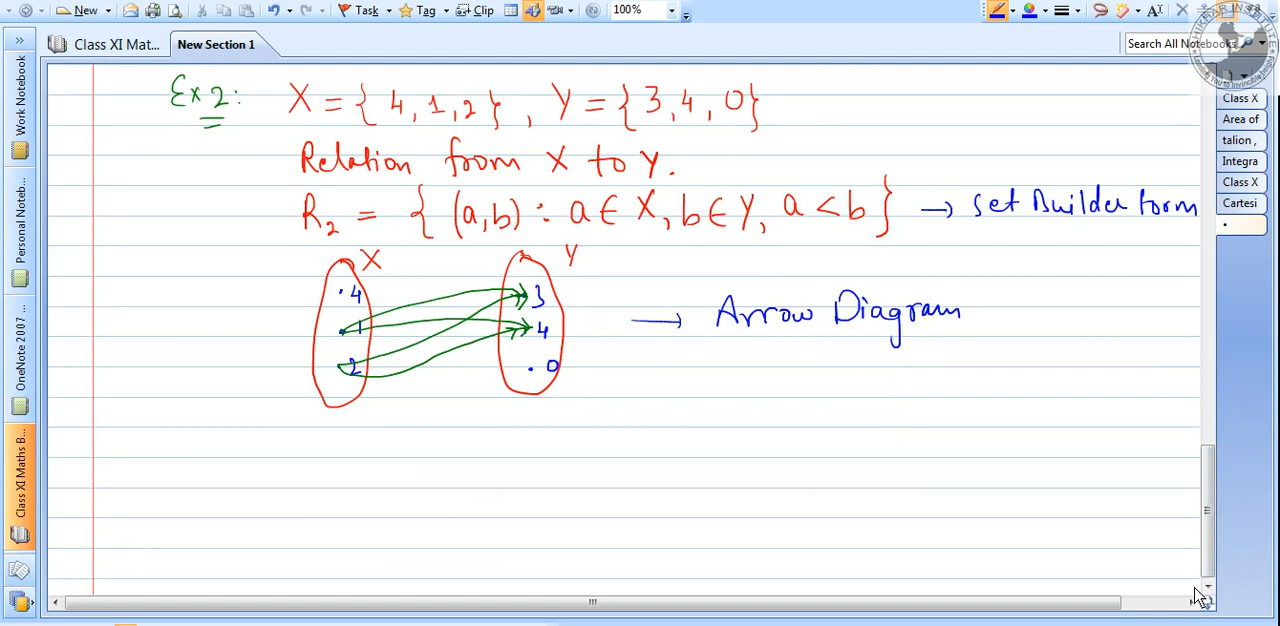 New Task Tag Clip 100%
Class XI Mat... New Section 1 Search All Notebooks
Work Notebook
Personal Noteb...
OneNote 2007 ...
Class XI Maths B...
Ex 2: X = { 4, 1, 2 } , Y = { 3, 4, 0 }
Relation from X to Y.
R₂ = { (a, b) : a ∈ X, b ∈ Y, a < b } → Set Builder form
X Y
4 3
1 4 → Arrow Diagram
2 0
Class X
Area of
talion ,
Integra
Class X
Cartesi